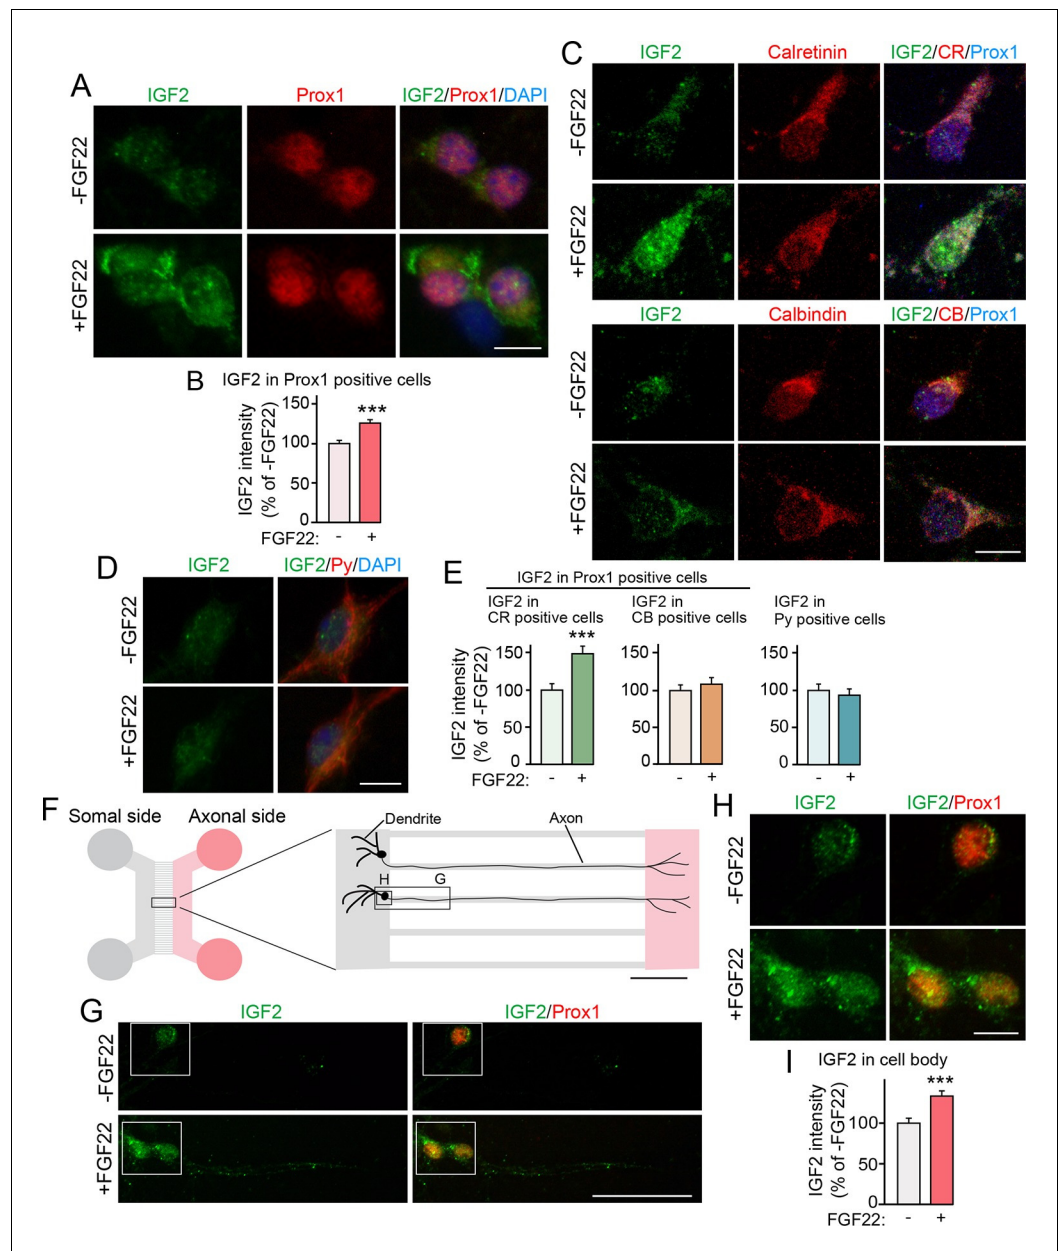 A
IGF2
Prox1
IGF2/Prox1/DAPI
-FGF22
+FGF22
B
IGF2 in Prox1 positive cells
IGF2 intensity
(% of -FGF22)
150
100
50
0
***
FGF22:
-
+
C
IGF2
Calretinin
IGF2/CR/Prox1
-FGF22
+FGF22
IGF2
Calbindin
IGF2/CB/Prox1
-FGF22
+FGF22
D
IGF2
IGF2/Py/DAPI
-FGF22
+FGF22
E
IGF2 in Prox1 positive cells
IGF2 in
CR positive cells
IGF2 in
CB positive cells
IGF2 in
Py positive cells
IGF2 intensity
(% of -FGF22)
150
100
50
0
***
150
100
50
0
150
100
50
0
FGF22:
-
+
-
+
-
+
F
Somal side
Axonal side
Dendrite
Axon
H
G
G
IGF2
IGF2/Prox1
-FGF22
+FGF22
H
IGF2
IGF2/Prox1
-FGF22
+FGF22
I
IGF2 in cell body
IGF2 intensity
(% of -FGF22)
100
50
0
***
FGF22:
-
+